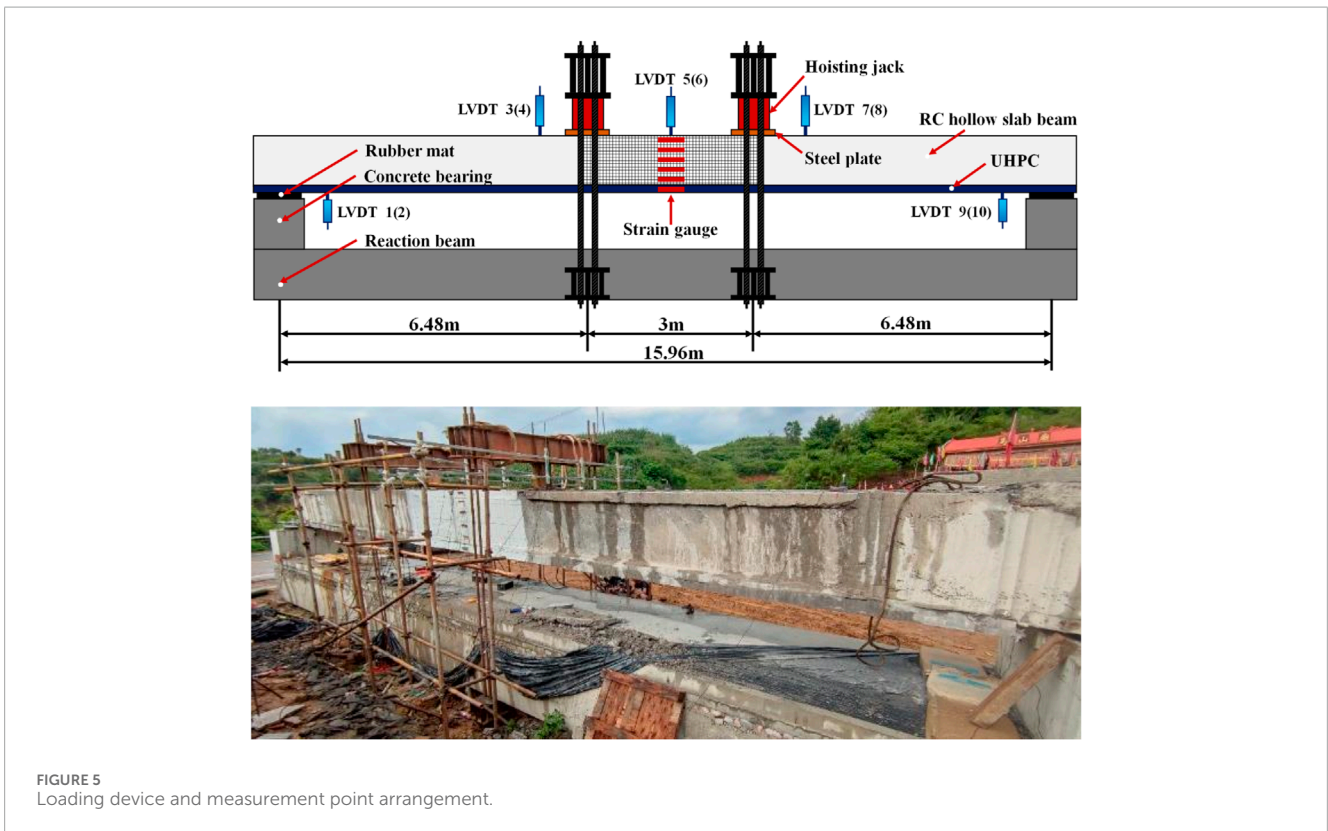 Hoisting jack
LVDT 5(6)
LVDT 3(4)
LVDT 7(8)
RC hollow slab beam
Rubber mat
Steel plate
UHPC
Concrete bearing
LVDT 1(2)
LVDT 9(10)
Strain gauge
Reaction beam
6.48m
3m
6.48m
15.96m
FIGURE 5
Loading device and measurement point arrangement.